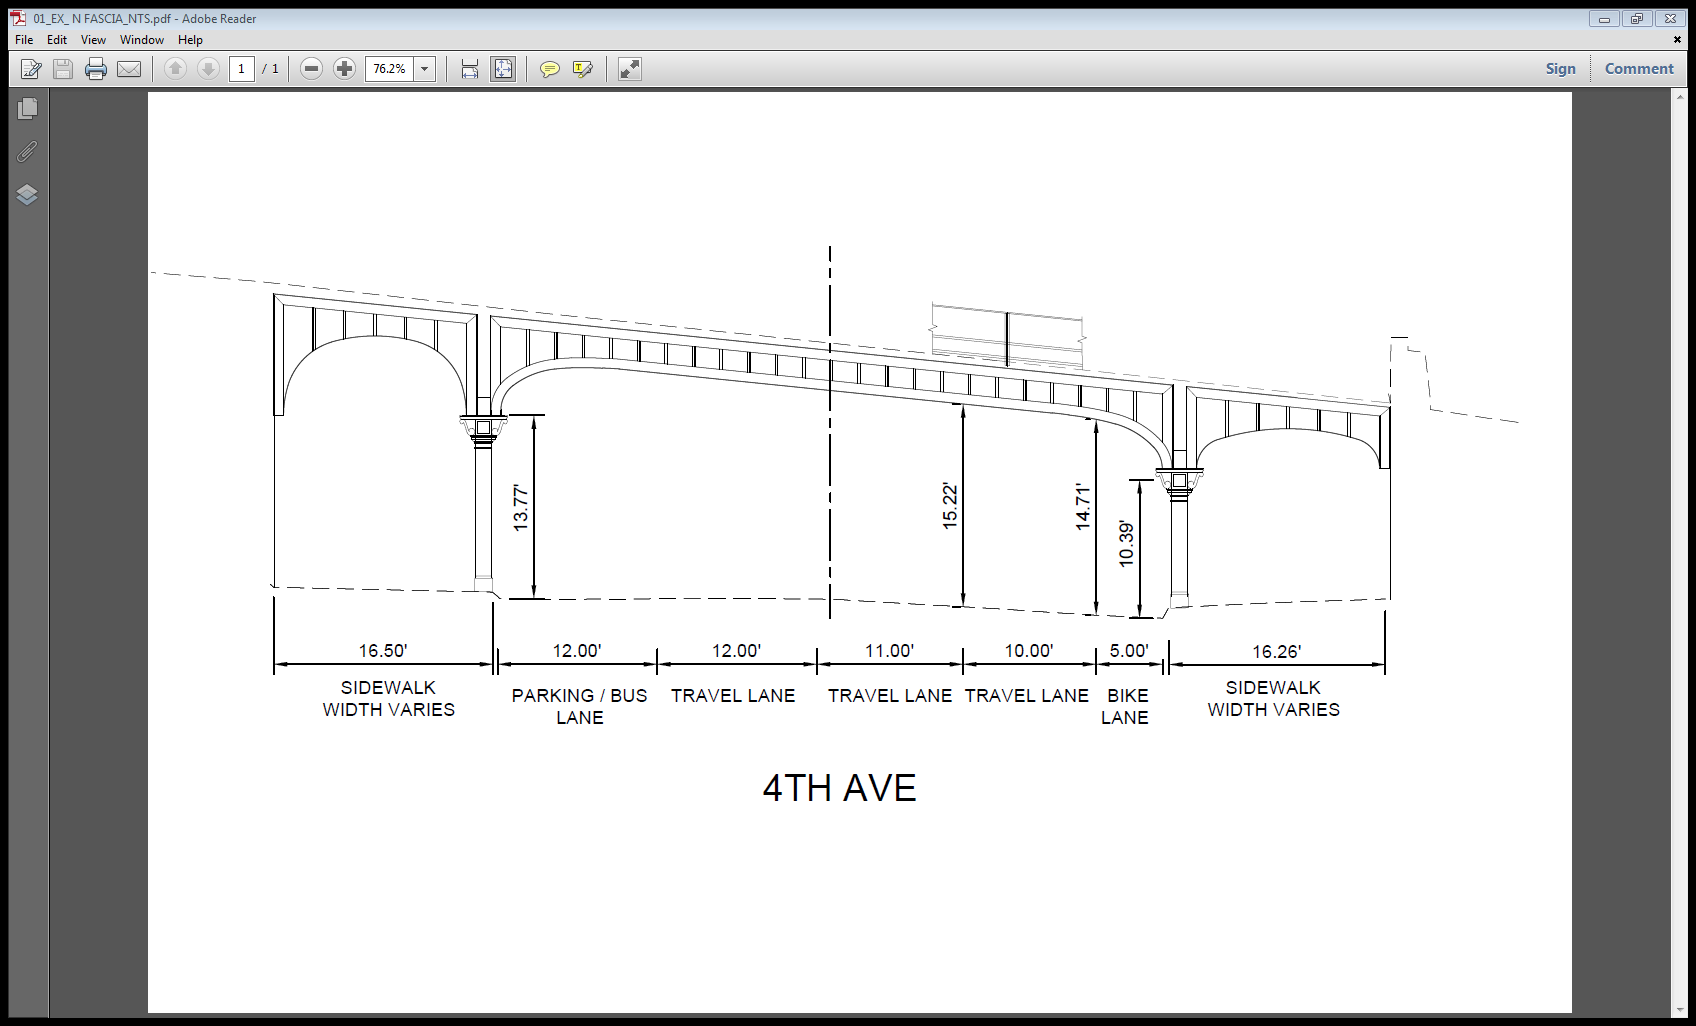 01_EX_ N FASCIA_NTS.pdf - Adobe Reader
File Edit View Window Help
1 / 1 76.2% Sign Comment
13.77'
15.22'
14.71'
10.39'
16.50' 12.00' 12.00' 11.00' 10.00' 5.00' 16.26'
SIDEWALK
WIDTH VARIES
PARKING / BUS
LANE
TRAVEL LANE
TRAVEL LANE
TRAVEL LANE
BIKE
LANE
SIDEWALK
WIDTH VARIES
4TH AVE